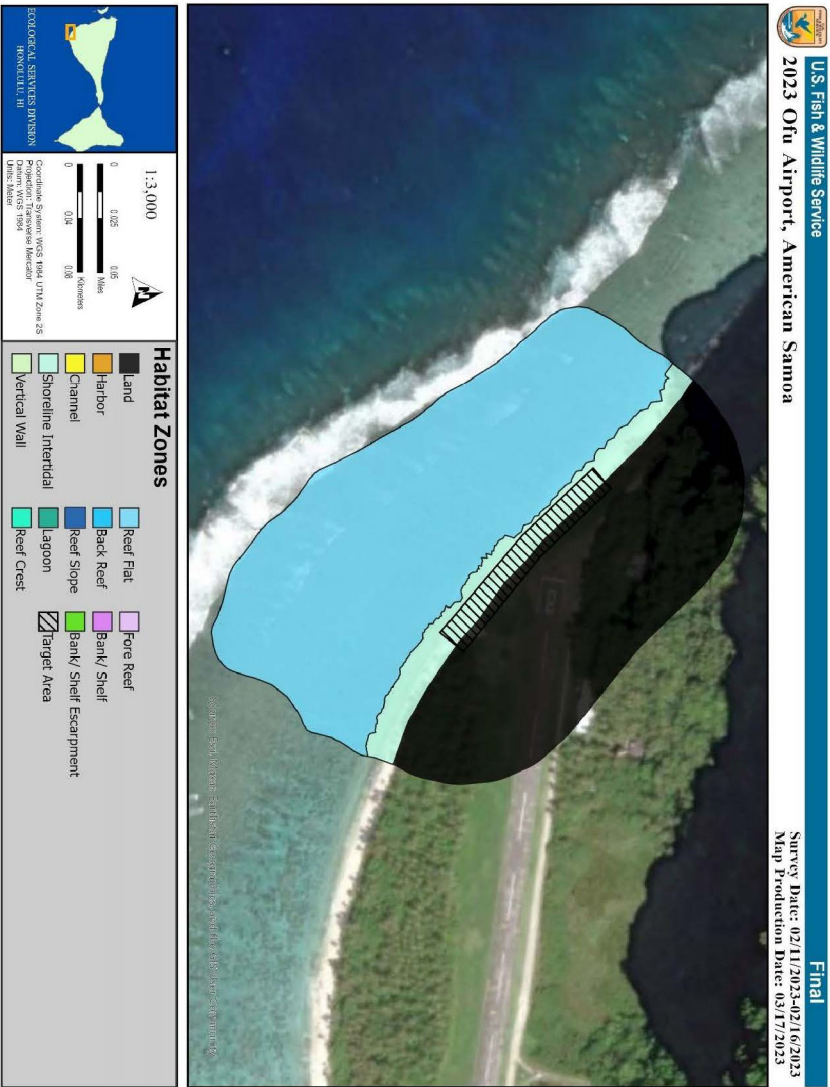 U.S. Fish & Wildlife Service
Final
2023 Ofu Airport, American Samoa
Survey Date: 02/11/2023-02/16/2023
Map Production Date: 03/17/2023
ECOLOGICAL SERVICES DIVISION
HONOLULU, HI
1:3,000
N
0 0.025 0.05
Miles
Kilometers
0 0.04 0.08
Coordinate System: WGS 1984 UTM Zone 2S
Projection: Transverse Mercator
Datum: WGS 1984
Units: Meter
Habitat Zones
Land
Harbor
Channel
Shoreline Intertidal
Vertical Wall
Reef Flat
Back Reef
Reef Slope
Lagoon
Reef Crest
Fore Reef
Bank/ Shelf
Bank/ Shelf Escarpment
Target Area